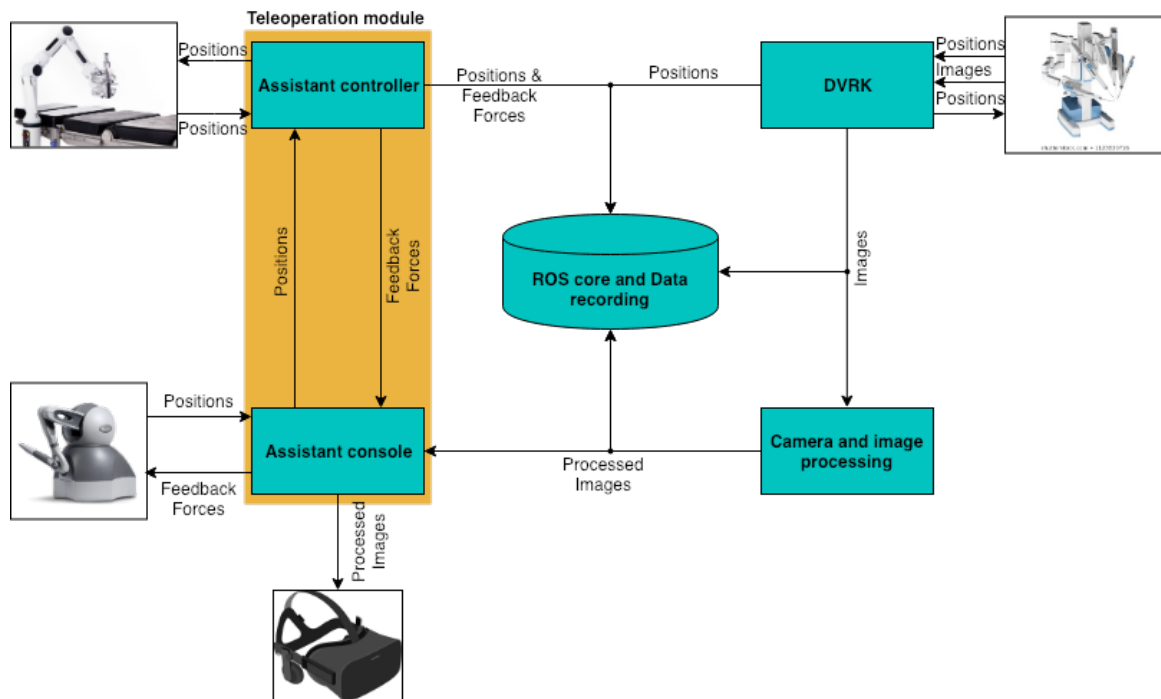 Teleoperation module
Positions
Assistant controller
Positions
Positions &
Feedback
Forces
Positions
DVRK
Positions
Images
Positions
Positions
Feedback
Forces
Images
ROS core and Data
recording
Positions
Assistant console
Feedback
Forces
Processed
Images
Camera and image
processing
Processed
Images